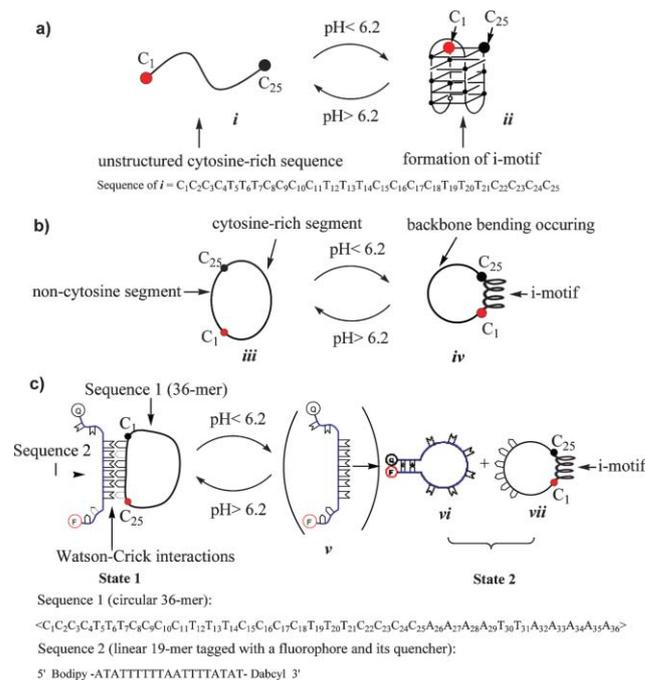 a)
C₁
C₂₅
pH< 6.2
pH> 6.2
C₁ C₂₅
i
ii
unstructured cytosine-rich sequence
formation of i-motif
Sequence of i = C₁C₂C₃C₄T₅T₆T₇C₈C₉C₁₀C₁₁T₁₂T₁₃T₁₄C₁₅C₁₆C₁₇C₁₈T₁₉T₂₀T₂₁C₂₂C₂₃C₂₄C₂₅
b)
cytosine-rich segment
backbone bending occuring
C₂₅
pH< 6.2
C₂₅
non-cytosine segment
i-motif
C₁
pH> 6.2
C₁
iii
iv
c)
Sequence 1 (36-mer)
Q
C₁
pH< 6.2
Q
Sequence 2
C₂₅
Q
F
+
i-motif
F
C₂₅
pH> 6.2
F
C₁
v
vi
vii
Watson-Crick interactions
State 1
State 2
Sequence 1 (circular 36-mer):
<C₁C₂C₃C₄T₅T₆T₇C₈C₉C₁₀C₁₁T₁₂T₁₃T₁₄C₁₅C₁₆C₁₇C₁₈T₁₉T₂₀T₂₁C₂₂C₂₃C₂₄C₂₅A₂₆A₂₇A₂₈A₂₉T₃₀T₃₁A₃₂A₃₃A₃₄A₃₅A₃₆>
Sequence 2 (linear 19-mer tagged with a fluorophore and its quencher):
5' Bodipy -ATATTTTTTAATTTTATAT- Dabcyl 3'